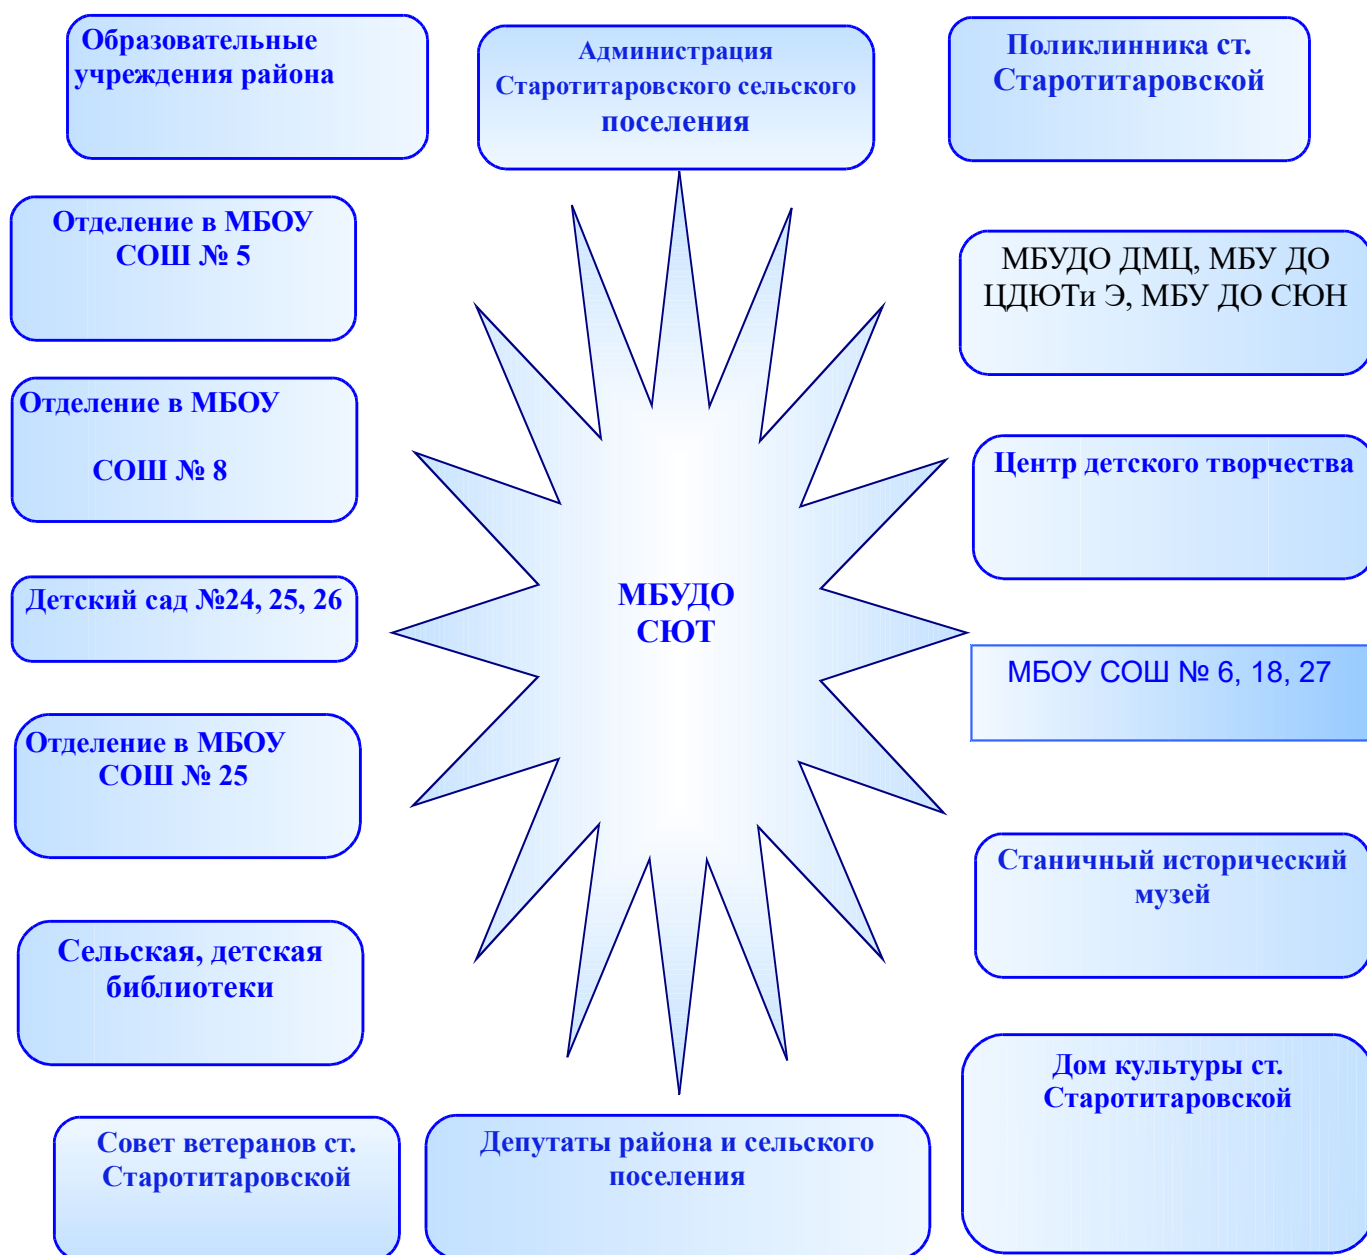 Образовательные
учреждения района
Администрация
Старотитаровского сельского
поселения
Поликлинника ст.
Старотитаровской
Отделение в МБОУ
СОШ № 5
МБУДО ДМЦ, МБУ ДО
ЦДЮТи Э, МБУ ДО СЮН
Отделение в МБОУ
СОШ № 8
Центр детского творчества
Детский сад №24, 25, 26
МБУДО
СЮТ
МБОУ СОШ № 6, 18, 27
Отделение в МБОУ
СОШ № 25
Станичный исторический
музей
Сельская, детская
библиотеки
Дом культуры ст.
Старотитаровской
Совет ветеранов ст.
Старотитаровской
Депутаты района и сельского
поселения